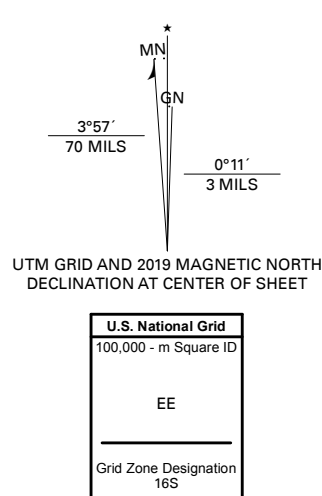 ★
MN
GN
3°57´
70 MILS
0°11´
3 MILS
UTM GRID AND 2019 MAGNETIC NORTH
DECLINATION AT CENTER OF SHEET
U.S. National Grid
100,000 - m Square ID
EE
Grid Zone Designation
16S